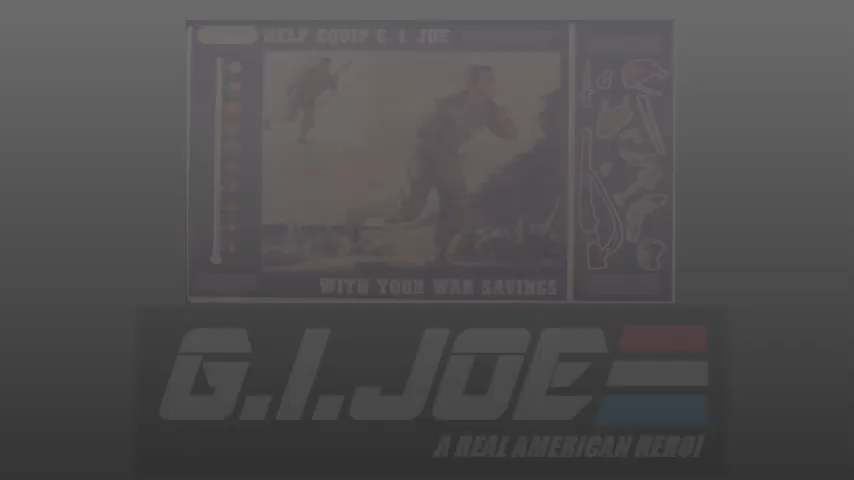 HELP EQUIP G. I. JOE
WITH YOUR WAR SAVINGS
G.I.JOE
A REAL AMERICAN HERO!